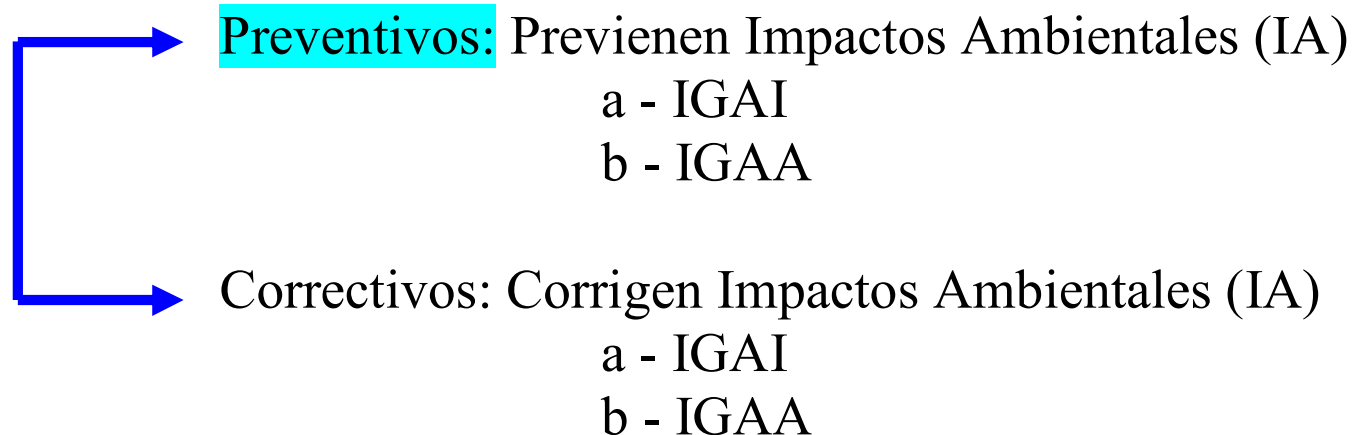 Preventivos: Previenen Impactos Ambientales (IA)
a - IGAI
b - IGAA
Correctivos: Corrigen Impactos Ambientales (IA)
a - IGAI
b - IGAA